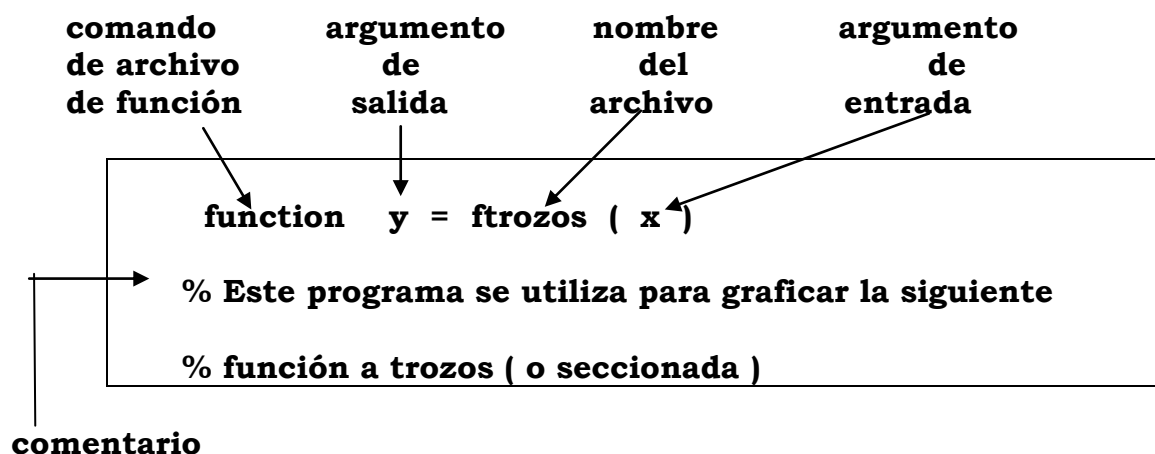 comando argumento nombre argumento
de archivo de del de
de función salida archivo entrada
function y = ftrozos ( x )
% Este programa se utiliza para graficar la siguiente
% función a trozos ( o seccionada )
comentario